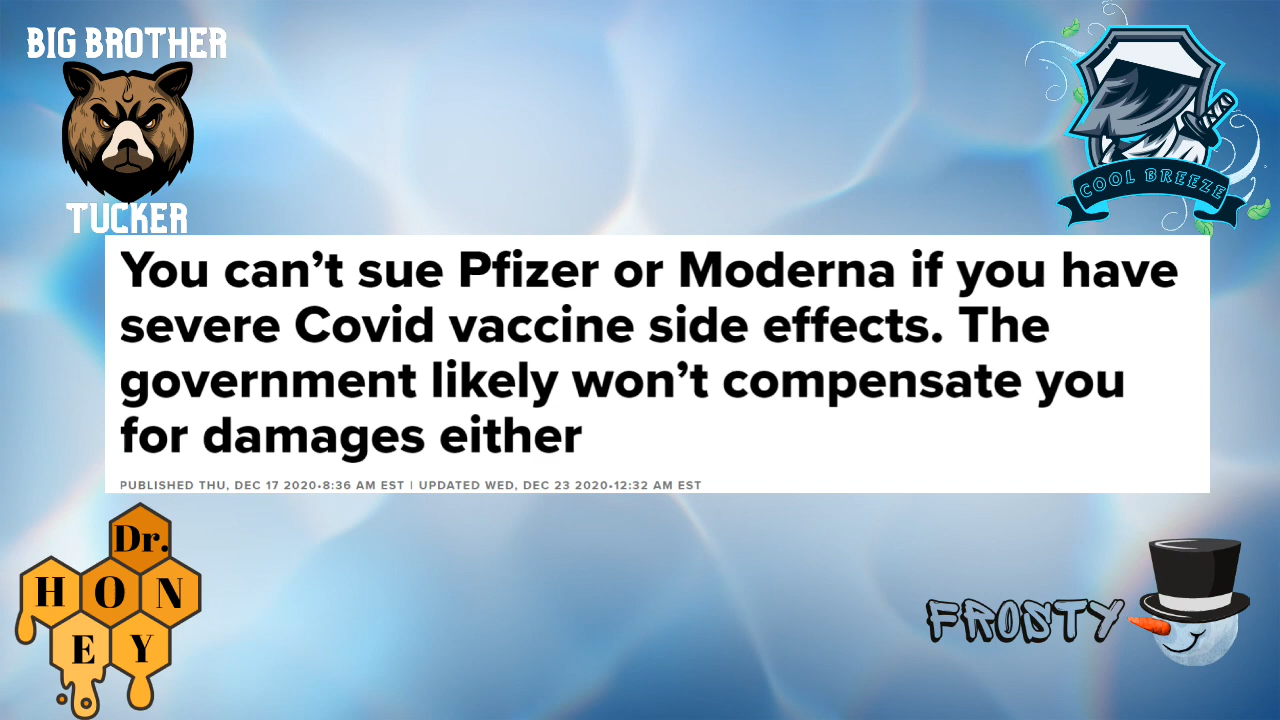 BIG BROTHER
TUCKER
COOL BREEZE
You can’t sue Pfizer or Moderna if you have
severe Covid vaccine side effects. The
government likely won’t compensate you
for damages either
PUBLISHED THU, DEC 17 2020•8:36 AM EST | UPDATED WED, DEC 23 2020•12:32 AM EST
Dr.
HON
EY
FROSTY